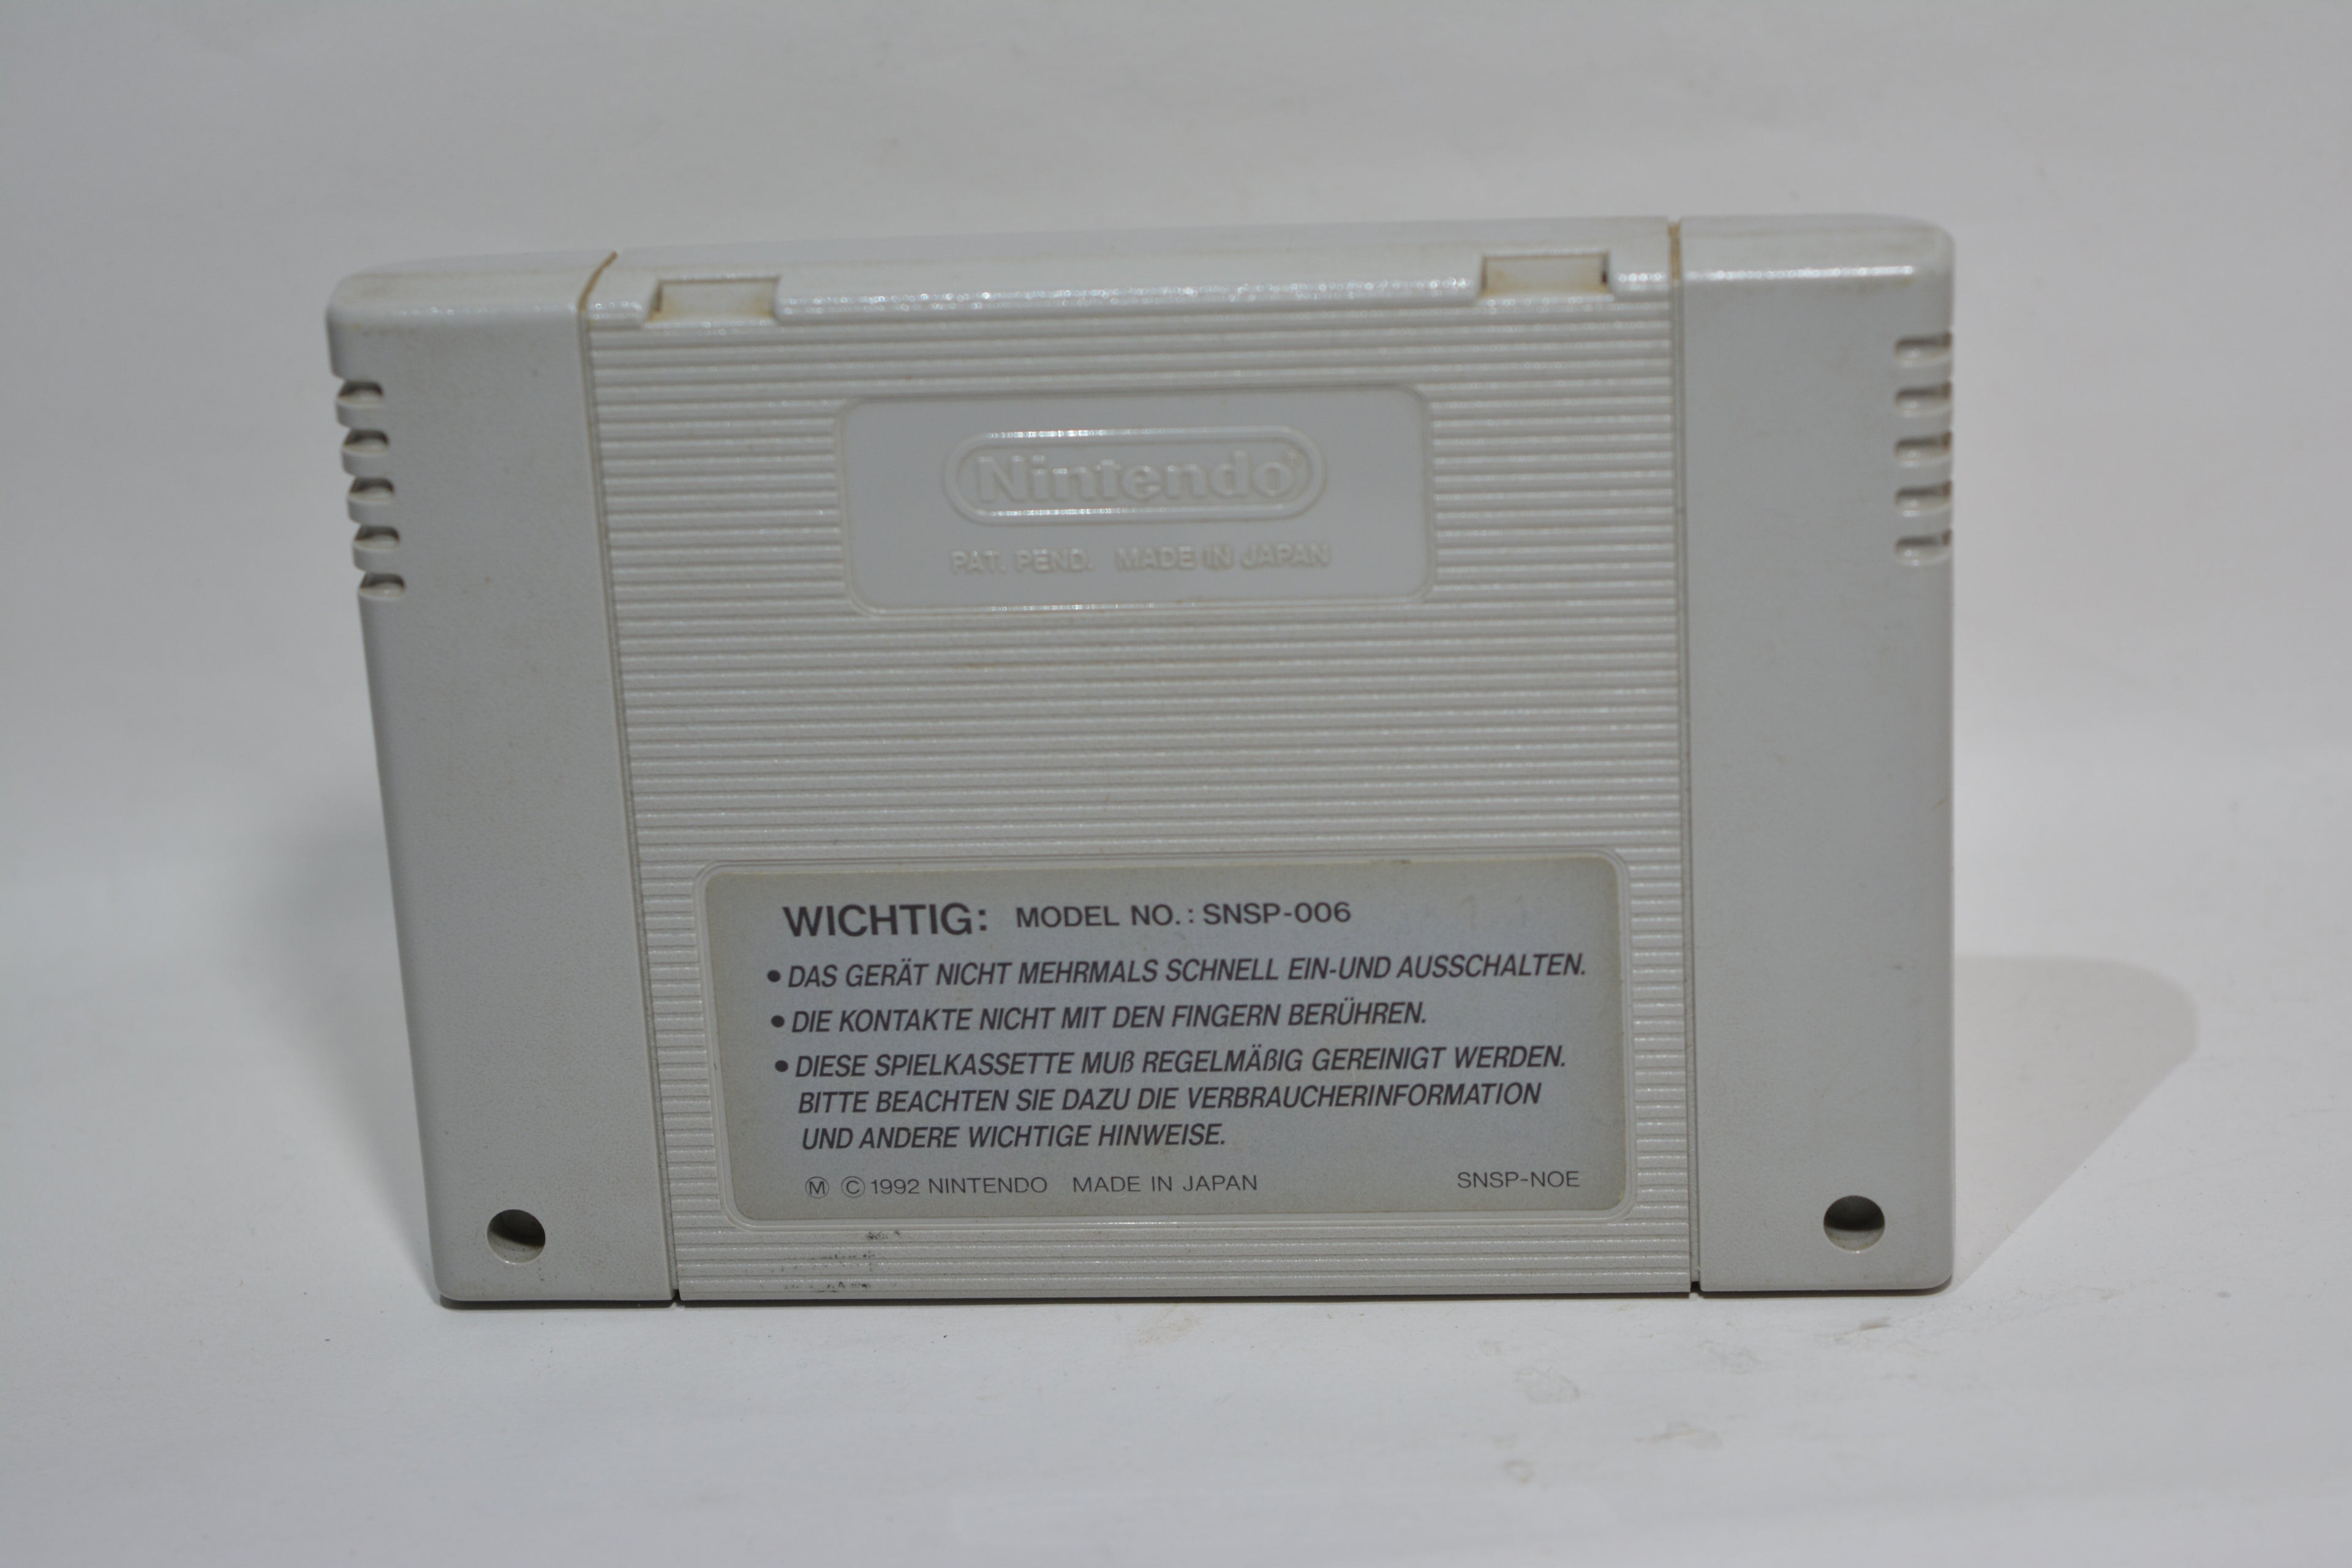 Nintendo
PAT. PEND. MADE IN JAPAN
WICHTIG: MODEL NO.: SNSP-006
• DAS GERÄT NICHT MEHRMALS SCHNELL EIN-UND AUSSCHALTEN.
• DIE KONTAKTE NICHT MIT DEN FINGERN BERÜHREN.
• DIESE SPIELKASSETTE MUß REGELMÄßIG GEREINIGT WERDEN.
BITTE BEACHTEN SIE DAZU DIE VERBRAUCHERINFORMATION
UND ANDERE WICHTIGE HINWEISE.
Ⓜ © 1992 NINTENDO MADE IN JAPAN SNSP-NOE